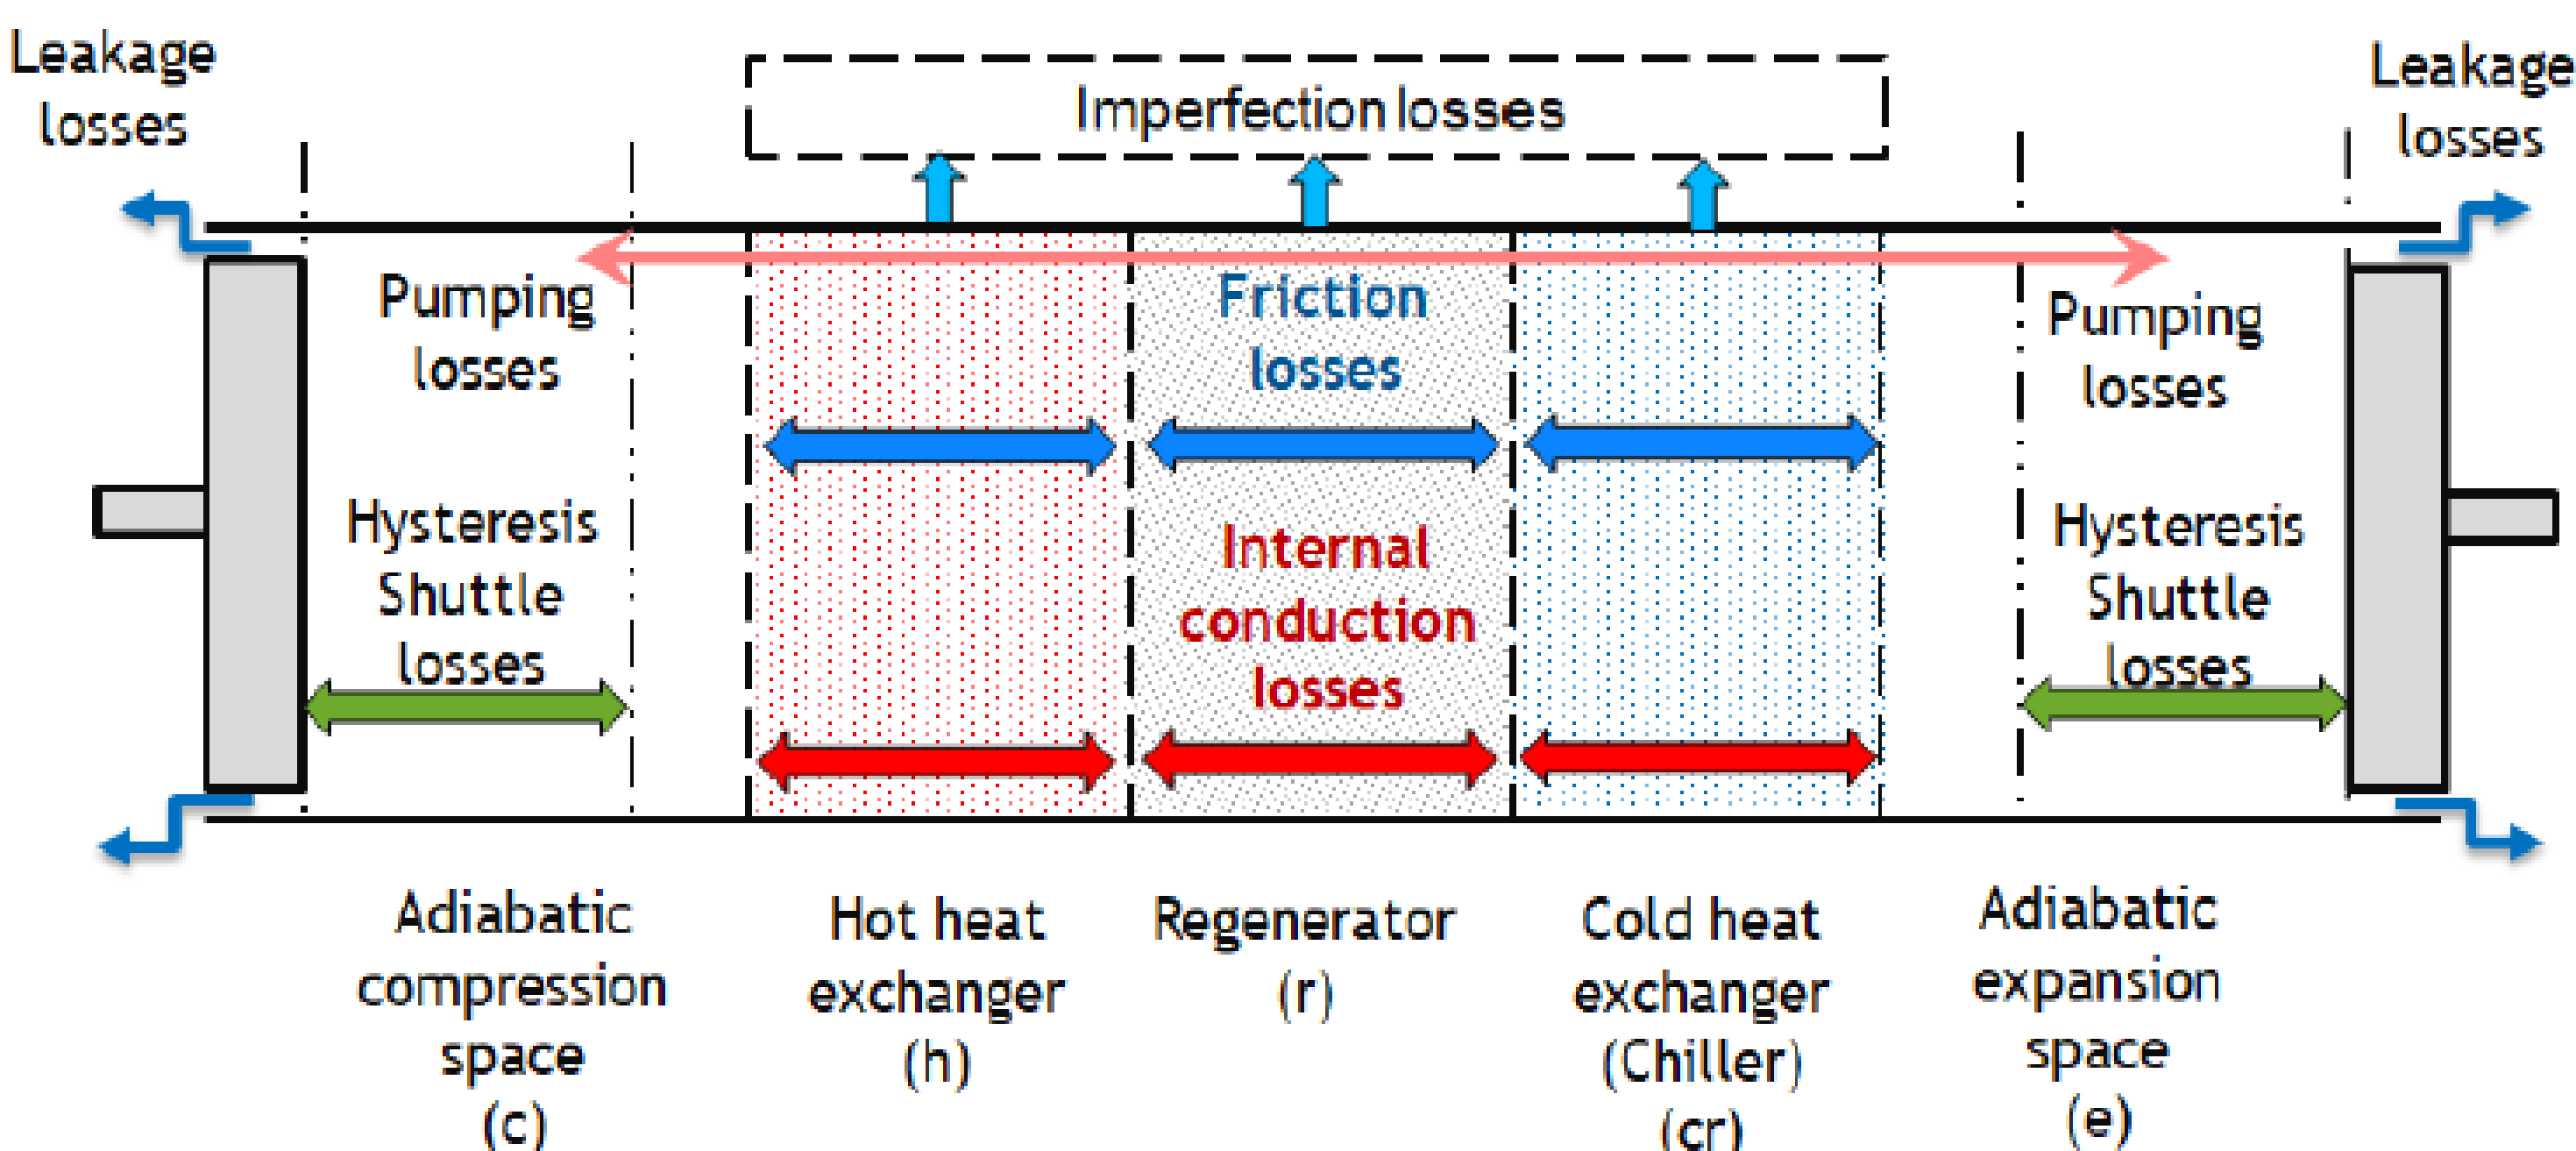 Leakage
losses
Imperfection losses
Leakage
losses
Pumping
losses
Friction
losses
Pumping
losses
Hysteresis
Shuttle
losses
Internal
conduction
losses
Hysteresis
Shuttle
losses
Adiabatic
compression
space
(c)
Hot heat
exchanger
(h)
Regenerator
(r)
Cold heat
exchanger
(Chiller)
(cr)
Adiabatic
expansion
space
(e)